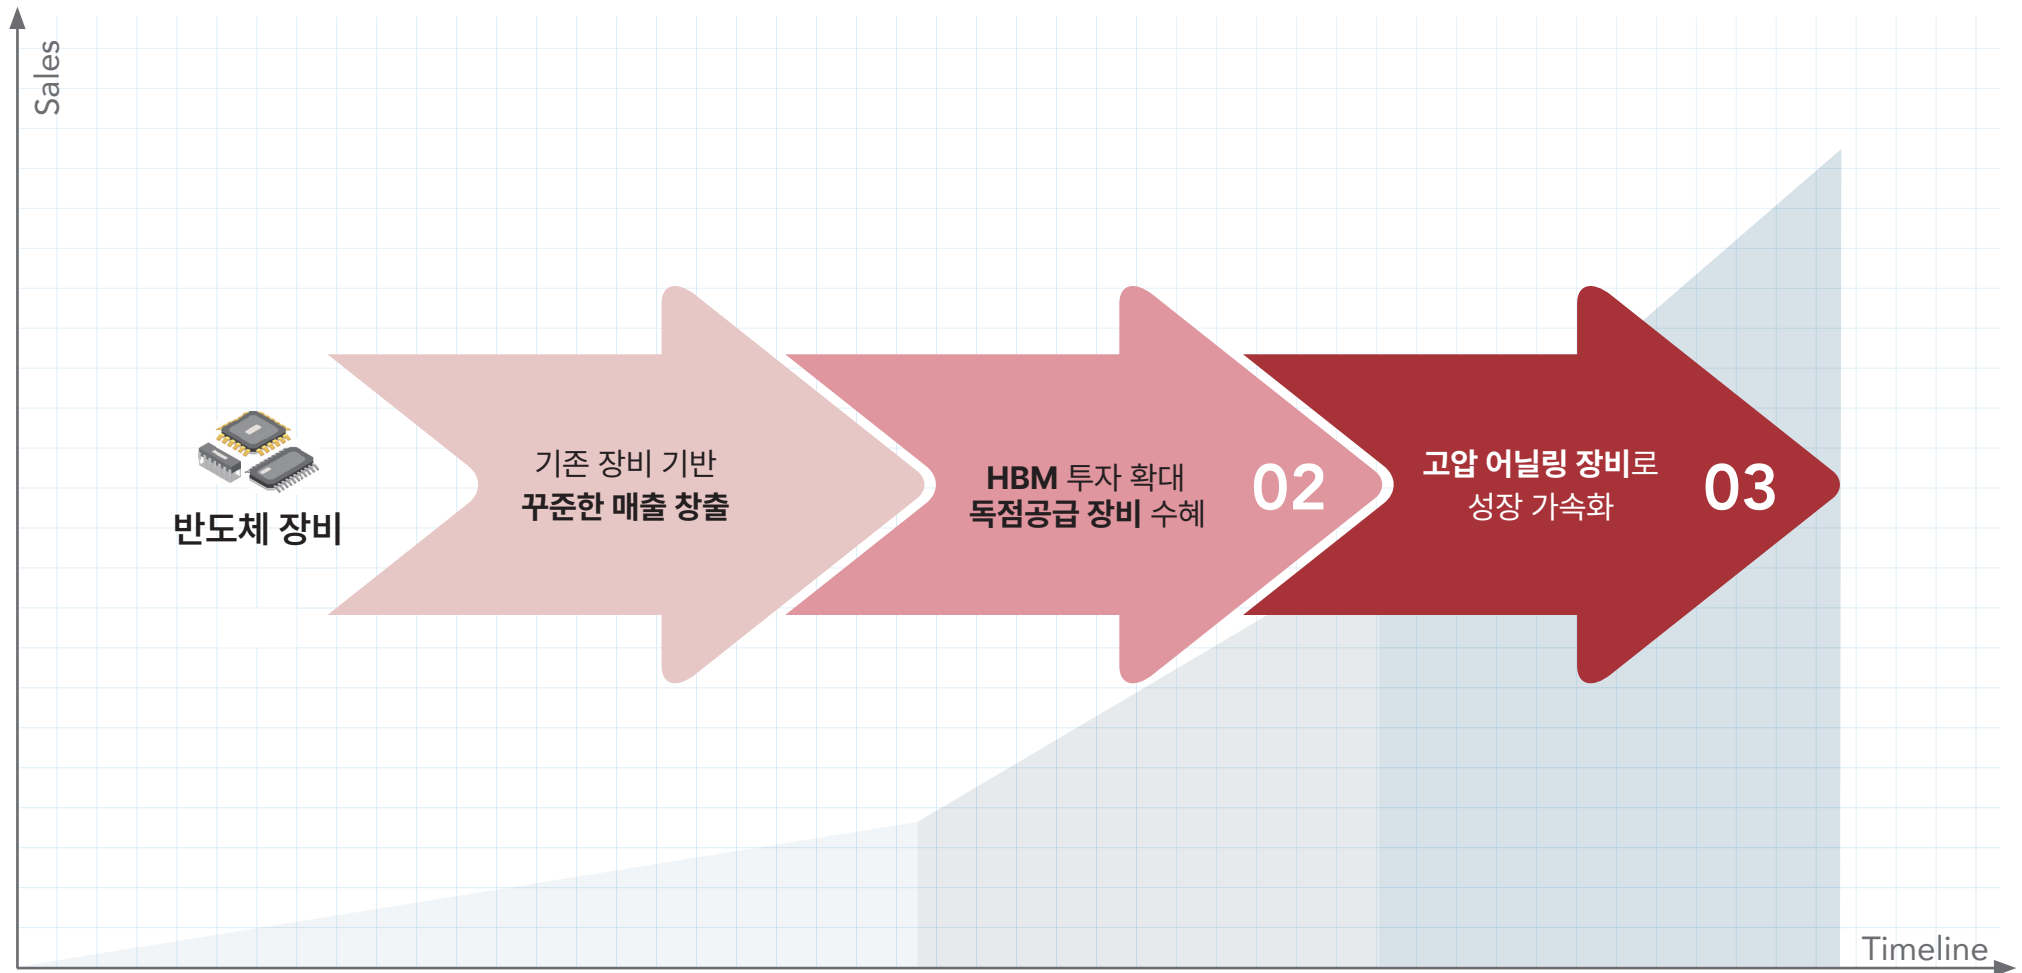 Sales
반도체 장비
기존 장비 기반
꾸준한 매출 창출
HBM 투자 확대
독점공급 장비 수혜
02
고압 어닐링 장비로
성장 가속화
03
Timeline